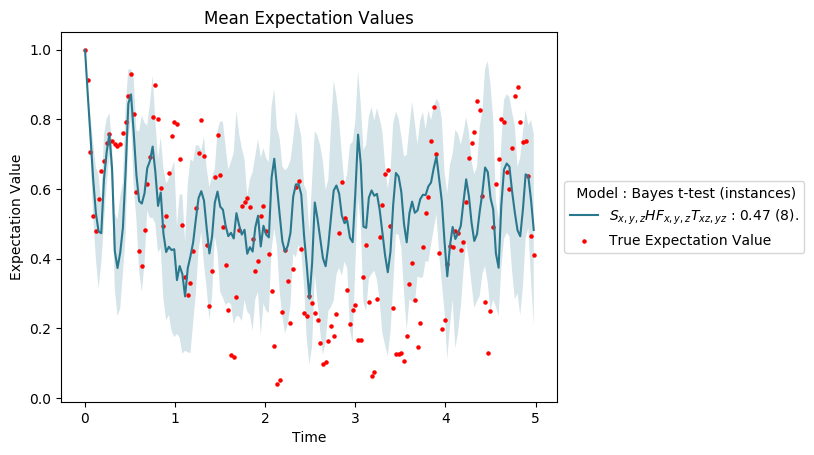 Mean Expectation Values
Expectation Value
1.0
0.8
0.6
0.4
0.2
0.0
0
1
2
3
4
5
Time
Model : Bayes t-test (instances)
$S_{x,y,z}HF_{x,y,z}T_{xz,yz}$ : 0.47 (8).
True Expectation Value